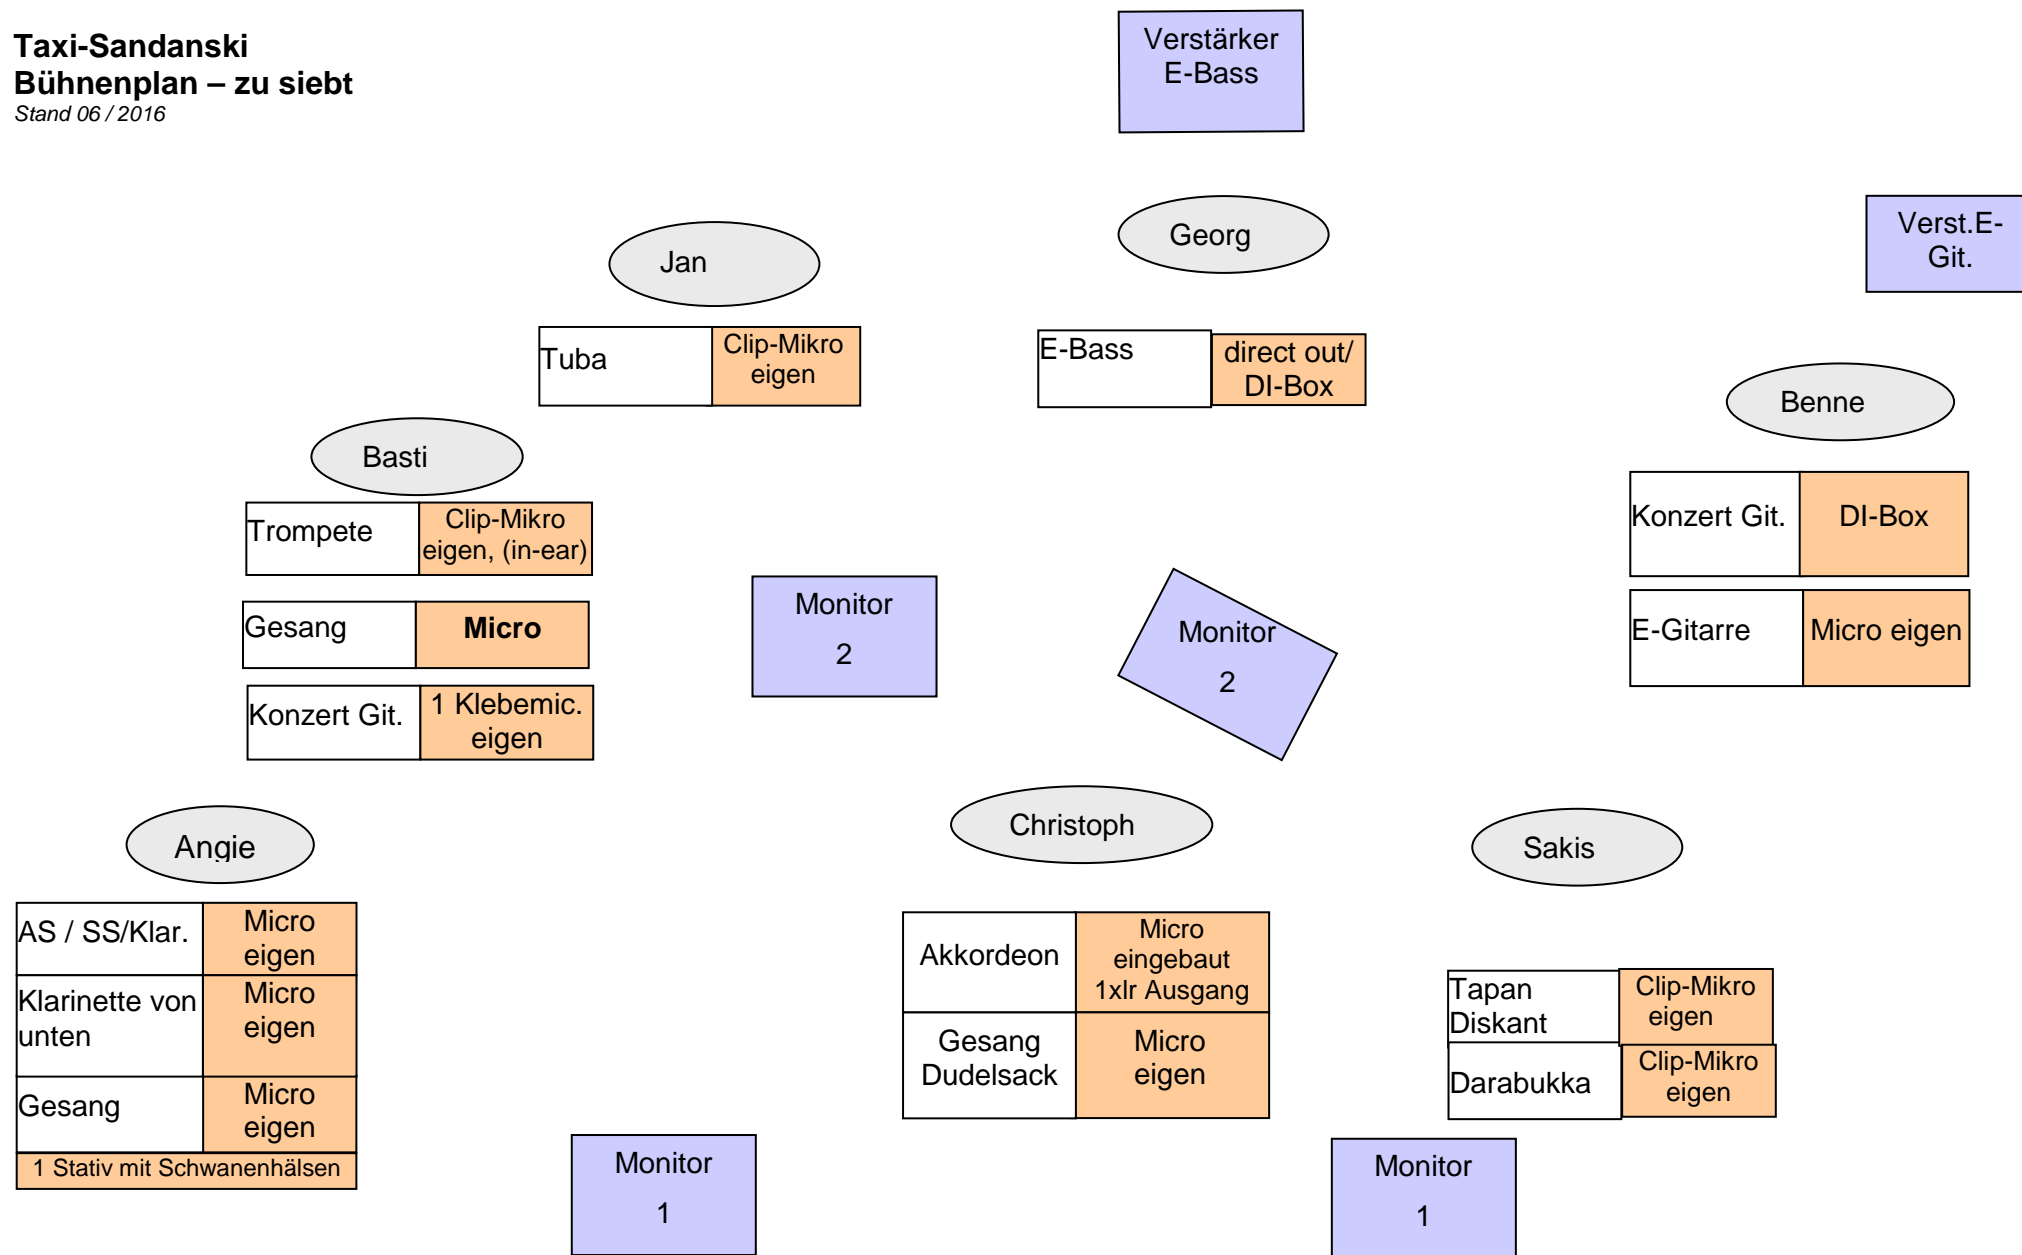 Taxi-Sandanski
Bühnenplan – zu siebt
Stand 06 / 2016
Verstärker
E-Bass
Verst.E-
Git.
Jan
Georg
Tuba
Clip-Mikro
eigen
E-Bass
direct out/
DI-Box
Benne
Basti
Trompete
Clip-Mikro
eigen, (in-ear)
Gesang
Micro
Konzert Git.
1 Klebemic.
eigen
Konzert Git.
DI-Box
E-Gitarre
Micro eigen
Monitor
2
Monitor
2
Angie
Christoph
Sakis
AS / SS/Klar.
Micro
eigen
Klarinette von
unten
Micro
eigen
Gesang
Micro
eigen
1 Stativ mit Schwanenhälsen
Akkordeon
Micro
eingebaut
1xlr Ausgang
Gesang
Dudelsack
Micro
eigen
Tapan
Diskant
Clip-Mikro
eigen
Darabukka
Clip-Mikro
eigen
Monitor
1
Monitor
1